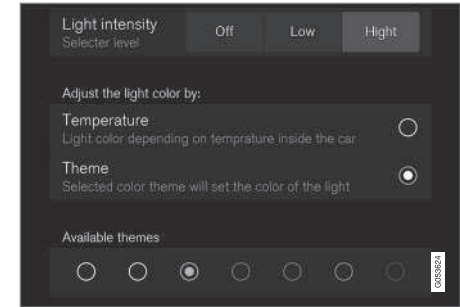 Light intensity
Selecter level
Off Low Hight
Adjust the light color by:
Temperature
Light color depending on temprature inside the car
Theme
Selected color theme will set the color of the light
Available themes
G053624